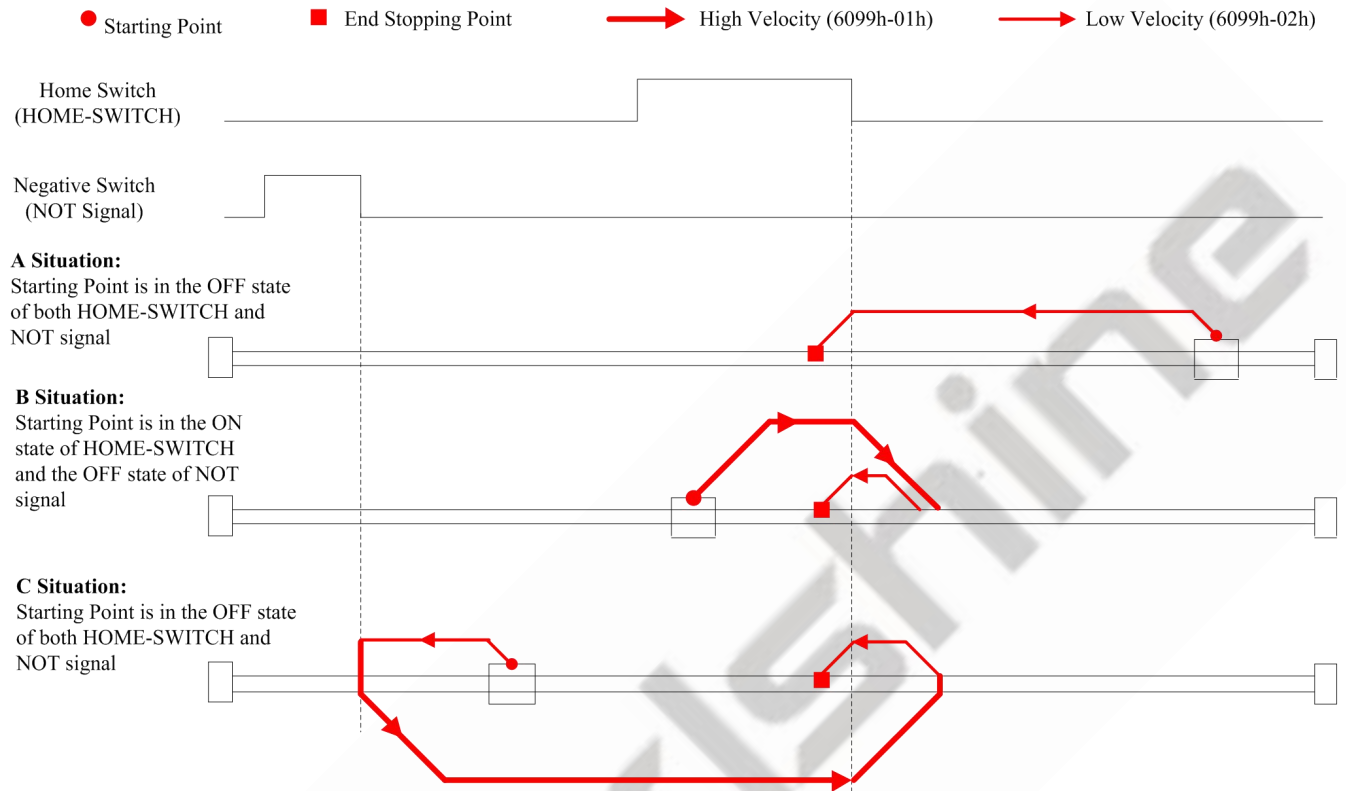 Starting Point
End Stopping Point
High Velocity (6099h-01h)
Low Velocity (6099h-02h)
Home Switch
(HOME-SWITCH)
Negative Switch
(NOT Signal)
A Situation:
Starting Point is in the OFF state
of both HOME-SWITCH and
NOT signal
B Situation:
Starting Point is in the ON
state of HOME-SWITCH
and the OFF state of NOT
signal
C Situation:
Starting Point is in the OFF state
of both HOME-SWITCH and
NOT signal